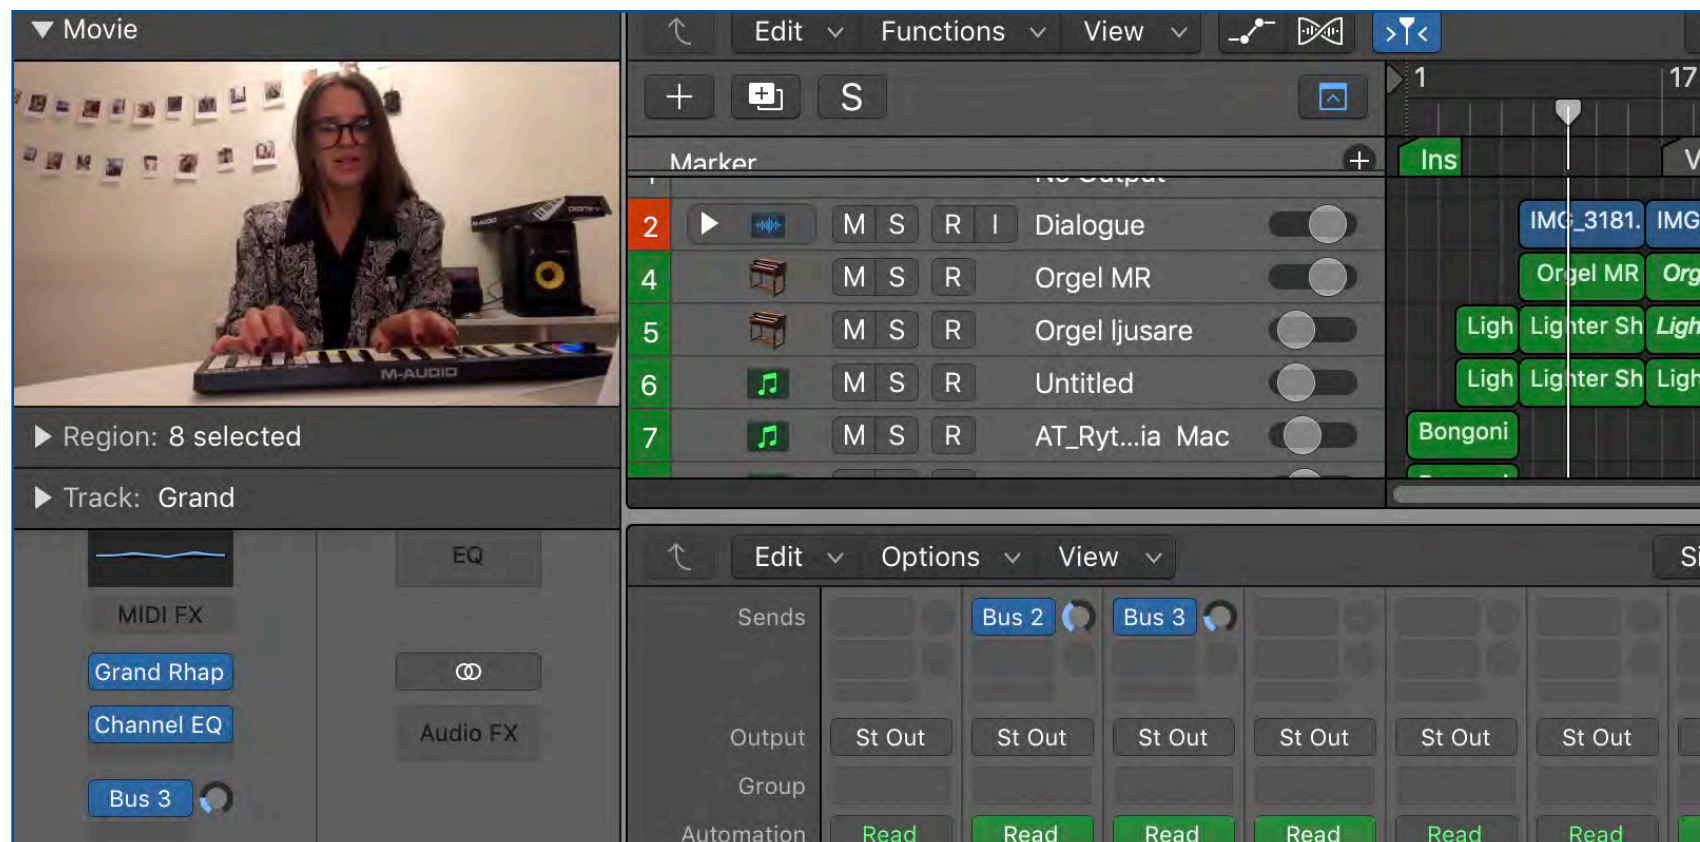 Movie
M-AUDIO
M-AUDIO
Region: 8 selected
Track: Grand
EQ
MIDI FX
Grand Rhap
Channel EQ
Audio FX
Bus 3
Edit Functions View
S
1 17
Marker
Ins V
No Output
2 M S R I Dialogue IMG_3181. IMG
4 M S R Orgel MR Orgel MR Org
5 M S R Orgel ljusare Ligh Lighter Sh Ligh
6 M S R Untitled Ligh Lighter Sh Ligh
7 M S R AT_Ryt...ia Mac Bongoni
Edit Options View Si
Sends Bus 2 Bus 3
Output St Out St Out St Out St Out St Out St Out
Group
Automation Read Read Read Read Read Read